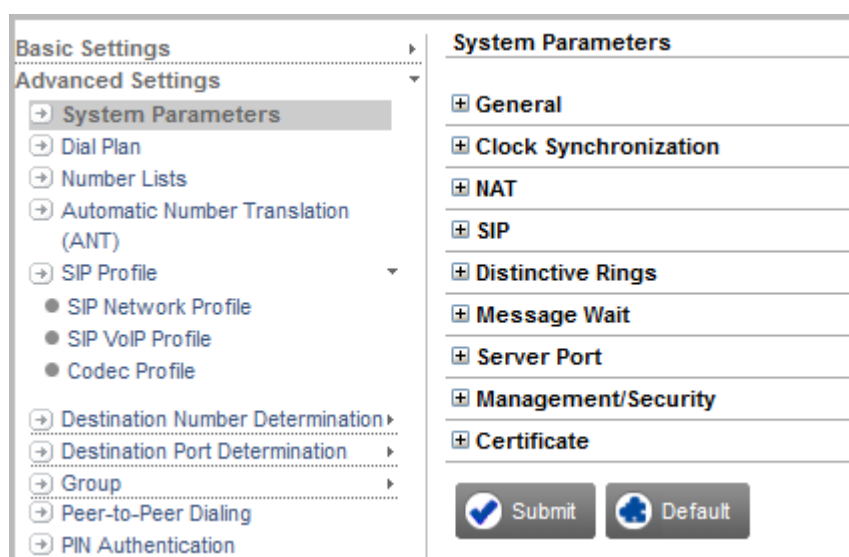 Basic Settings
Advanced Settings
System Parameters
Dial Plan
Number Lists
Automatic Number Translation
(ANT)
SIP Profile
SIP Network Profile
SIP VoIP Profile
Codec Profile
Destination Number Determination
Destination Port Determination
Group
Peer-to-Peer Dialing
PIN Authentication
System Parameters
General
Clock Synchronization
NAT
SIP
Distinctive Rings
Message Wait
Server Port
Management/Security
Certificate
Submit
Default